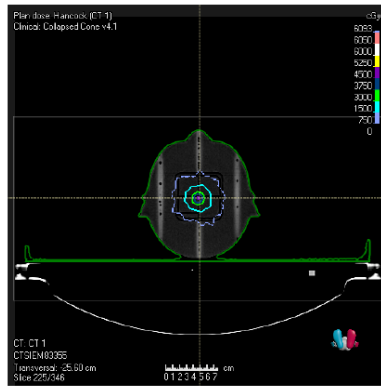 Plan dose: Hancock (CT 1)
Clinical: Collapsed Cone v4.1
cGy
6093
6050
6000
5250
4500
3750
3000
1500
750
0
CT: CT 1
CTSIEM83355
Transversal: -25.60 cm
Slice 225/346
cm
0 1 2 3 4 5 6 7